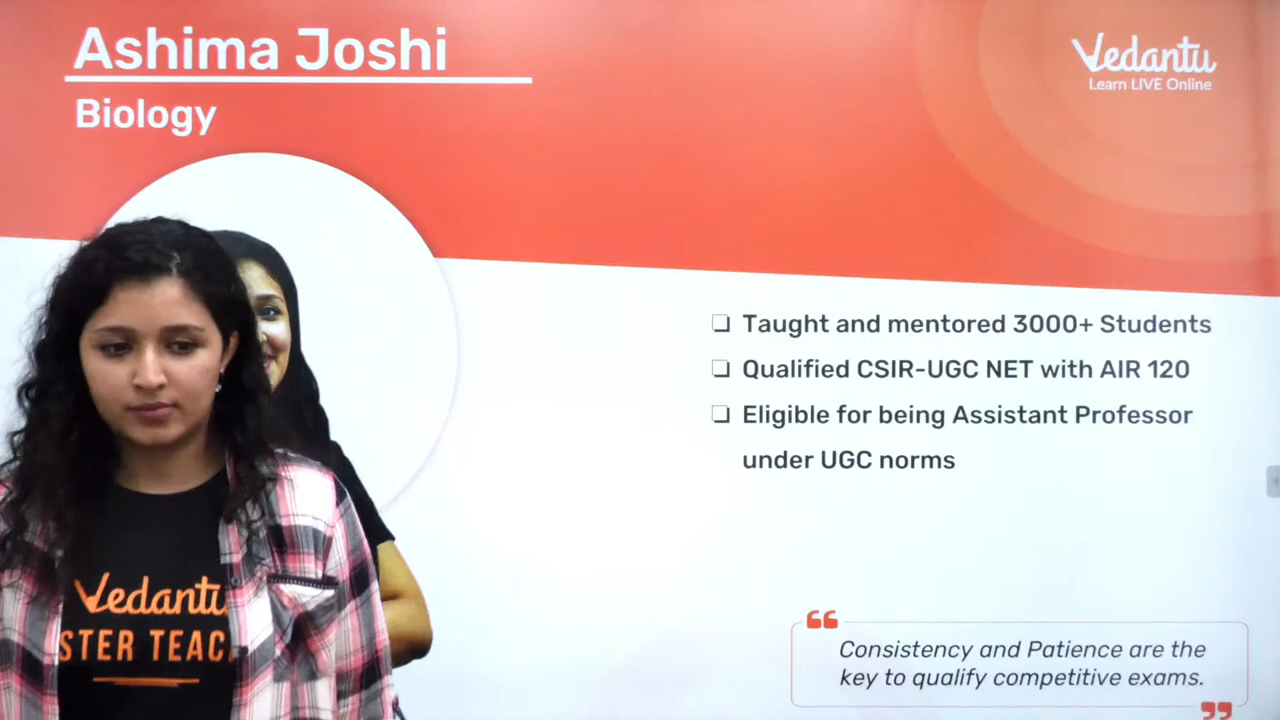 Ashima Joshi
Biology
Vedantu
Learn LIVE Online
Taught and mentored 3000+ Students
Qualified CSIR-UGC NET with AIR 120
Eligible for being Assistant Professor
under UGC norms
Vedantu
STER TEAC
“Consistency and Patience are the
key to qualify competitive exams.”